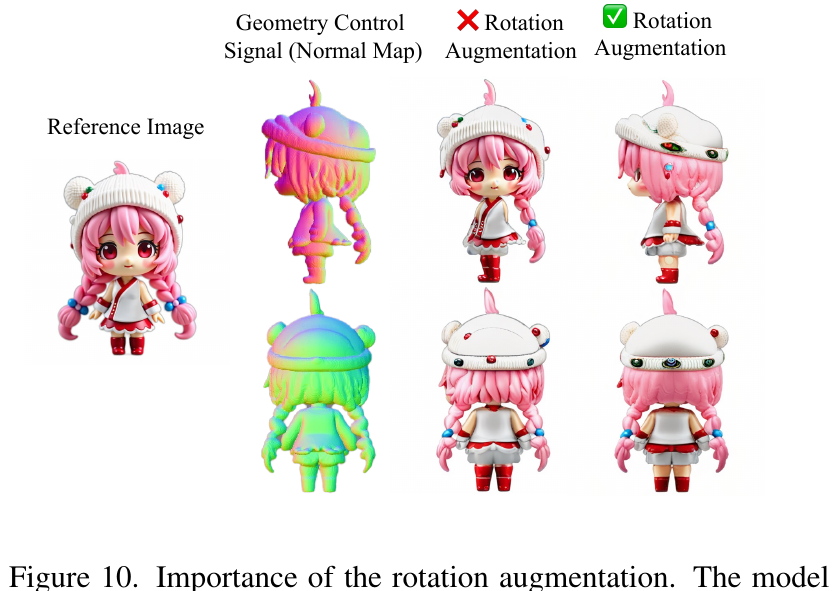 Geometry Control
Signal (Normal Map)
❌ Rotation
Augmentation
✅ Rotation
Augmentation
Reference Image
Figure 10. Importance of the rotation augmentation. The model